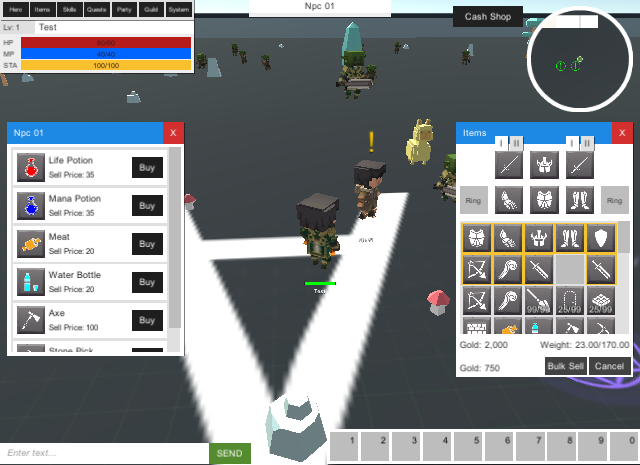 Hero Items Skills Quests Party Guild System
Npc 01
Cash Shop
Lv: 1 Test
HP 60/60
MP 40/40
STA 100/100
Npc 01 X
Life Potion
Sell Price: 35
Buy
Mana Potion
Sell Price: 35
Buy
Meat
Sell Price: 20
Buy
Water Bottle
Sell Price: 20
Buy
Axe
Sell Price: 100
Buy
Stone Pick
!
Test
Items X
I II I II
Ring Ring
99/99 25/99 25/99
Gold: 2,000 Weight: 23.00/170.00
Gold: 750 Bulk Sell Cancel
Enter text... SEND
1 2 3 4 5 6 7 8 9 0